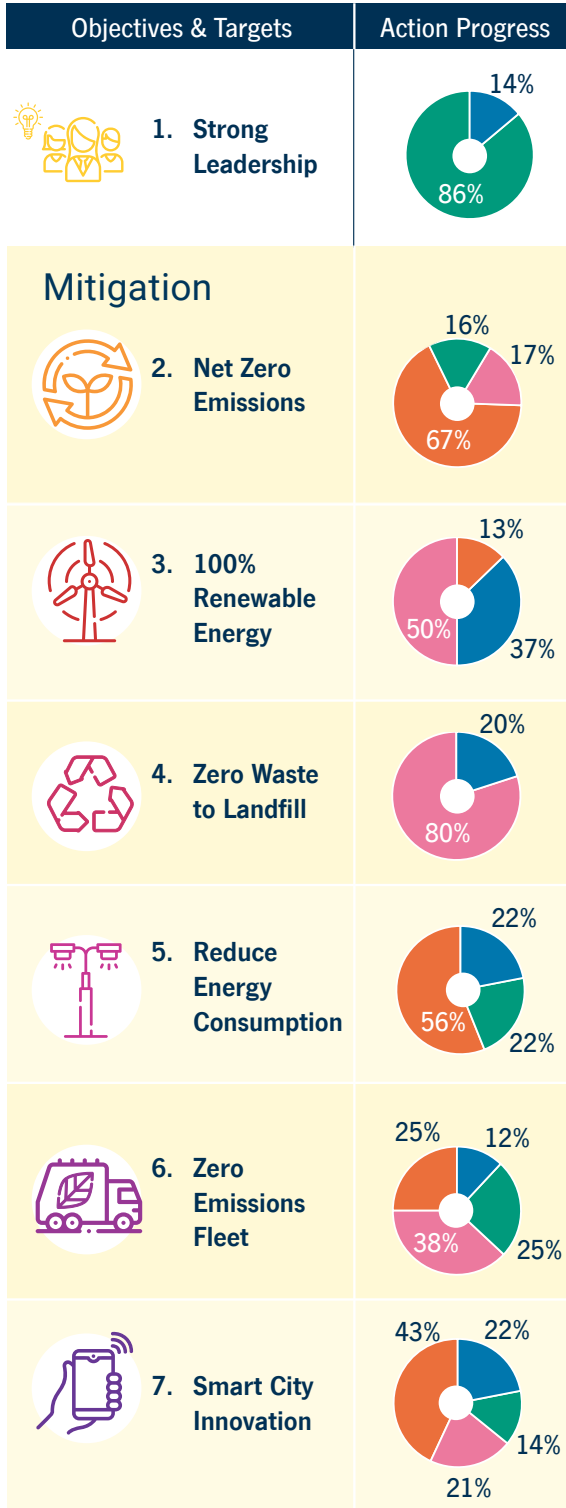 Objectives & Targets
Action Progress
1. Strong
Leadership
14%
86%
Mitigation
2. Net Zero
Emissions
16%
17%
67%
3. 100%
Renewable
Energy
13%
50%
37%
4. Zero Waste
to Landfill
20%
80%
5. Reduce
Energy
Consumption
22%
56%
22%
6. Zero
Emissions
Fleet
25%
12%
38%
25%
7. Smart City
Innovation
43%
22%
14%
21%